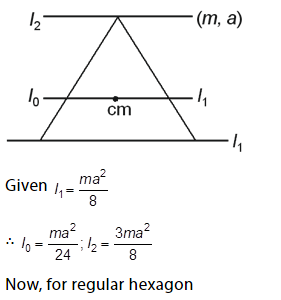 I₂ (m, a)
I₀ I₁
cm
I₁
Given I₁ = ma²/8
∴ I₀ = ma²/24 ; I₂ = 3ma²/8
Now, for regular hexagon